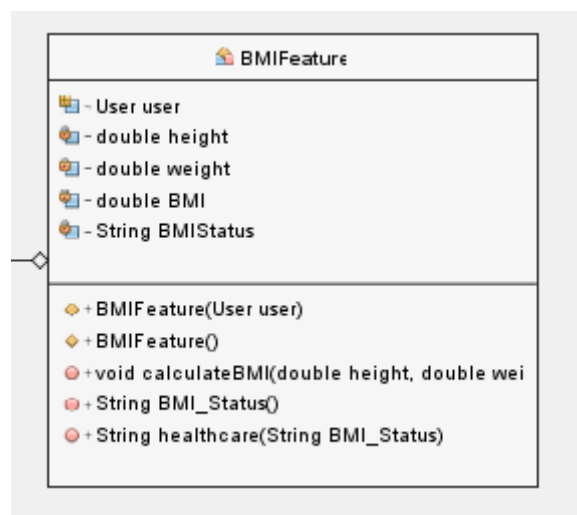 BMIFeature
~ User user
- double height
- double weight
- double BMI
- String BMIStatus
+ BMIFeature(User user)
+ BMIFeature()
+ void calculateBMI(double height, double wei
+ String BMI_Status()
+ String healthcare(String BMI_Status)